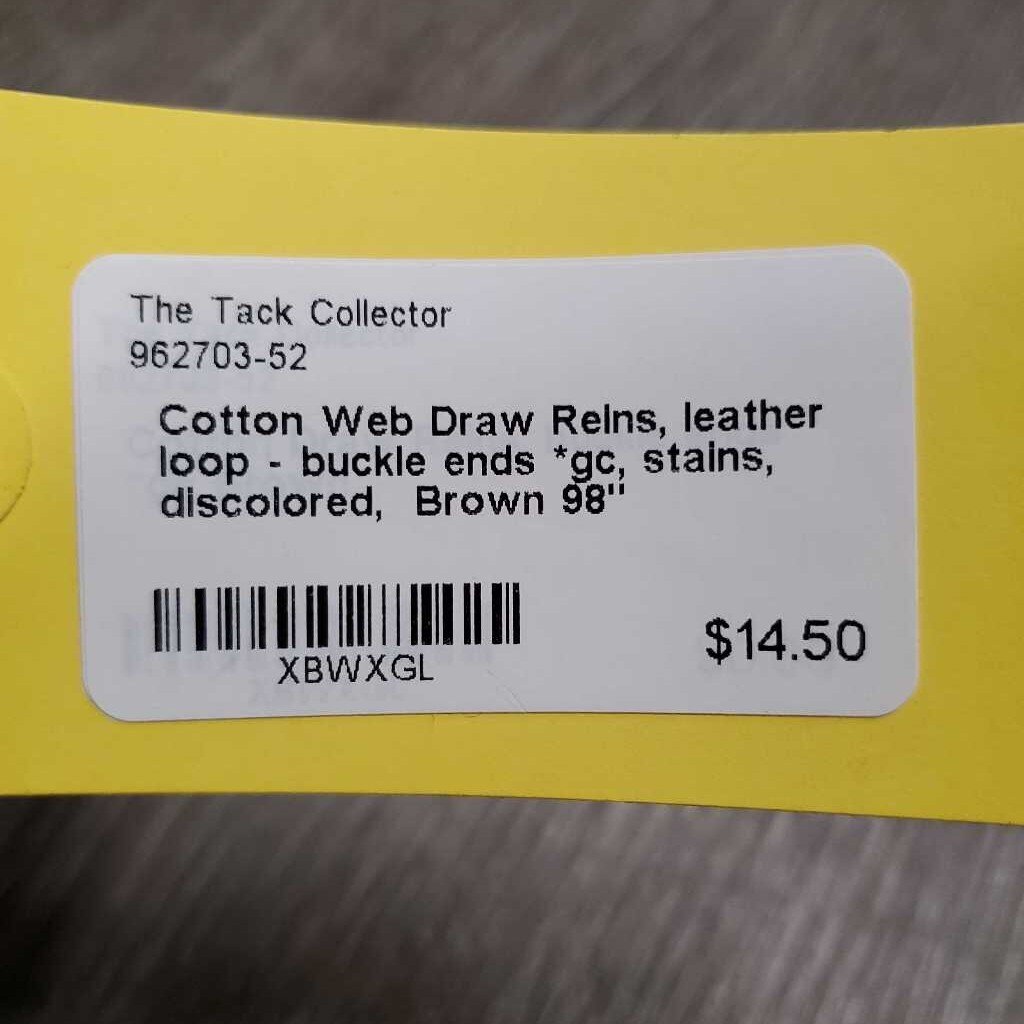 The Tack Collector
962703-52
Cotton Web Draw Reins, leather
loop - buckle ends *gc, stains,
discolored, Brown 98"
XBWXGL
$14.50